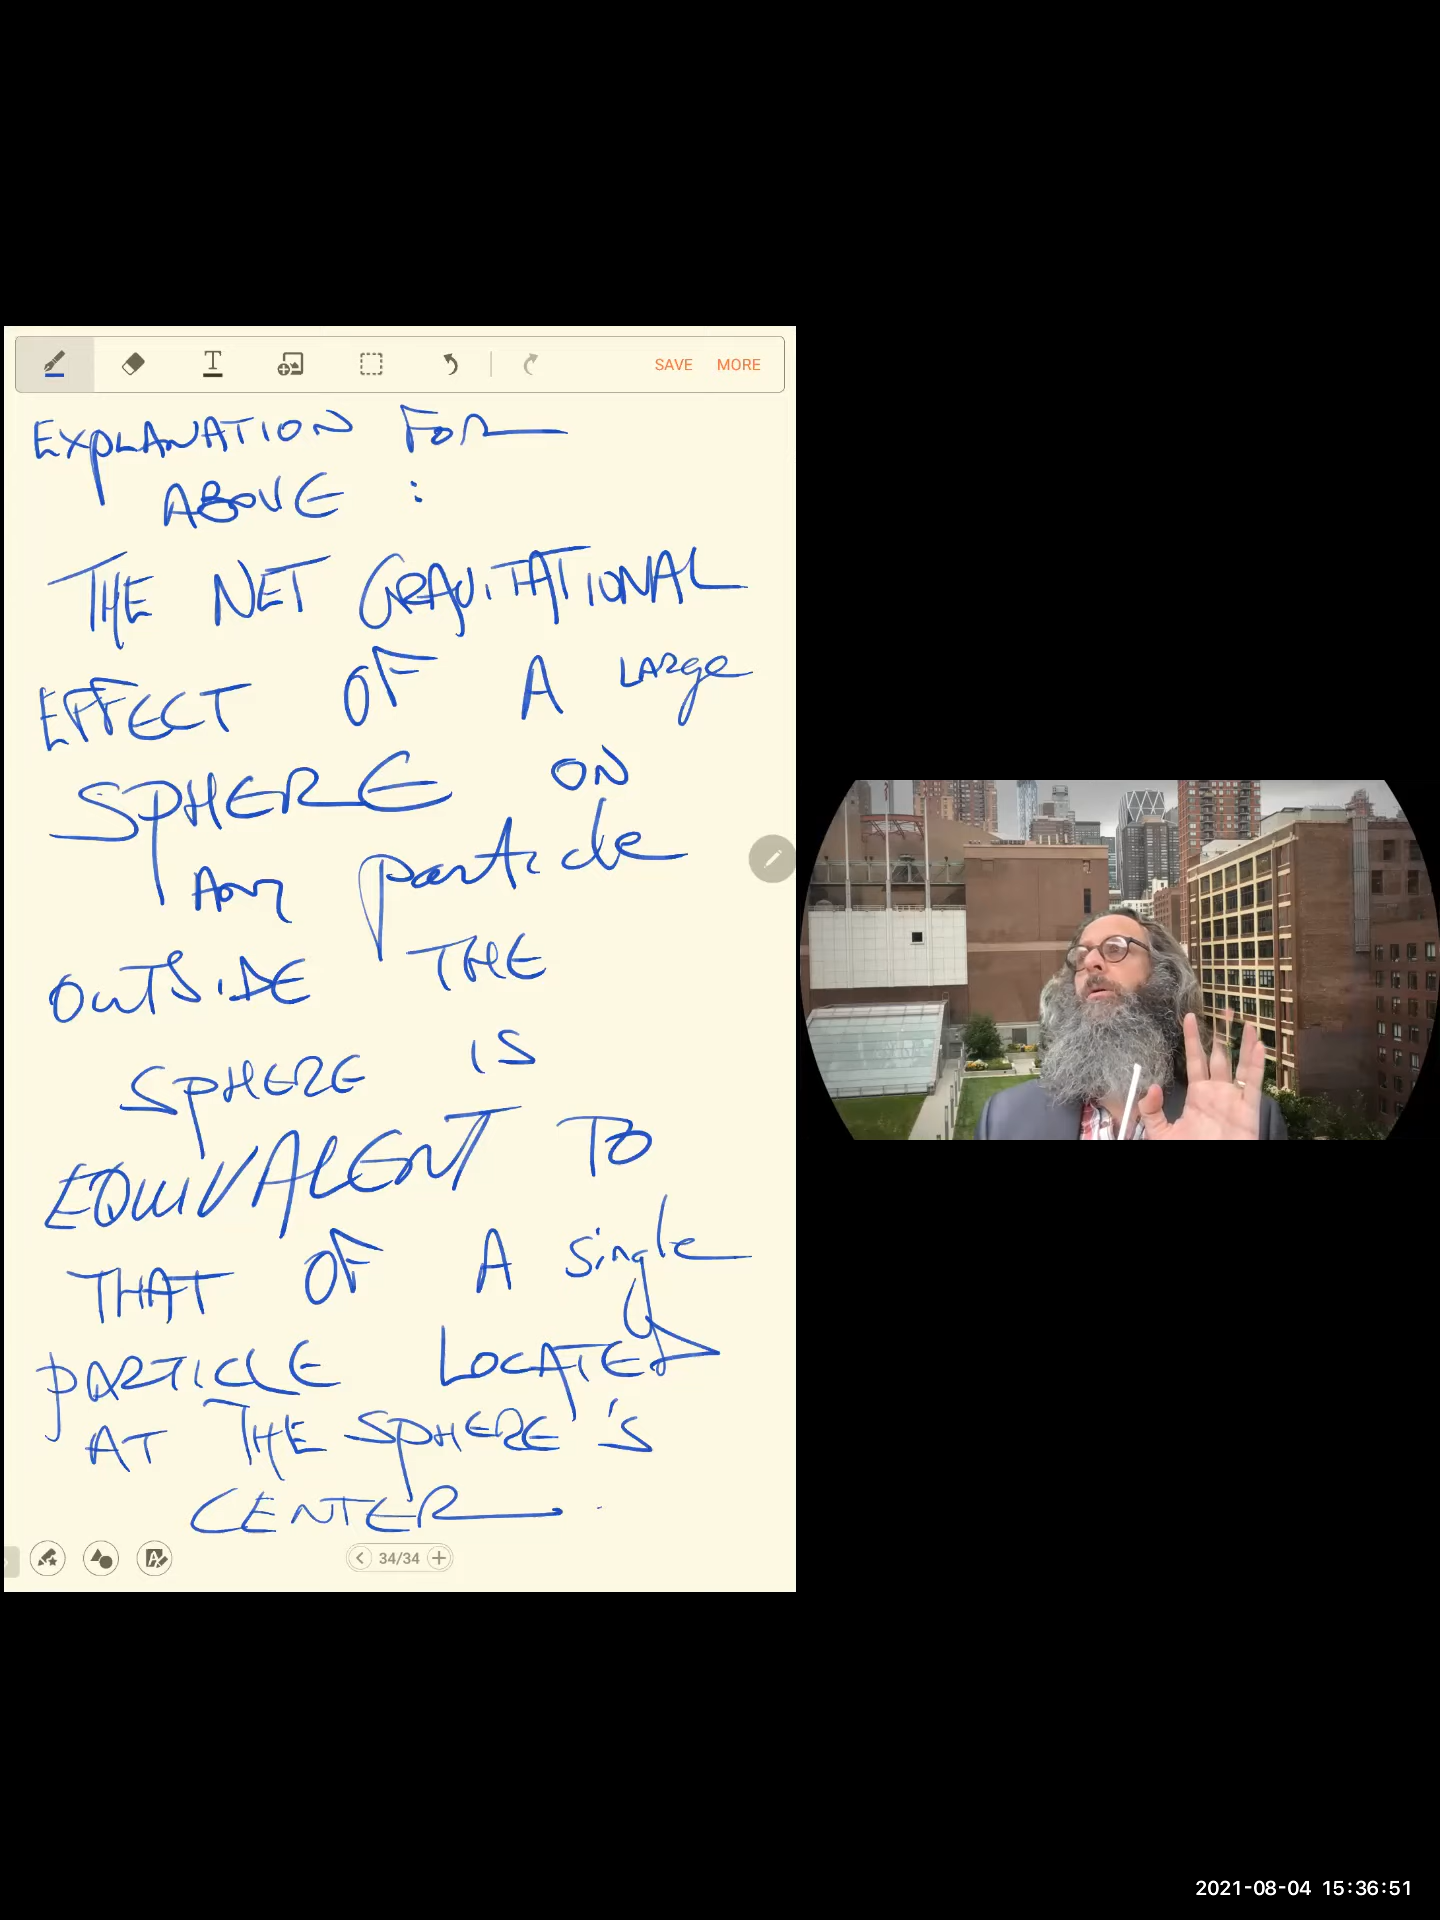 T
SAVE MORE
EXPLANATION FOR
ABOVE :
THE NET GRAVITATIONAL
EFFECT OF A LARge
SPHERE ON
Any particle
OUTSIDE THE
SPHERE IS
EQUIVALENT TO
THAT OF A single
PARTICLE LOCATED
AT THE SPHERE'S
CENTER .
34/34
2021-08-04 15:36:51